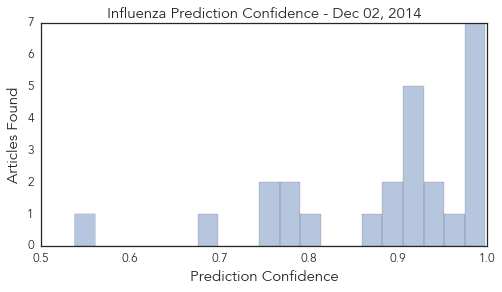 Influenza Prediction Confidence - Dec 02, 2014
Articles Found
7
6
5
4
3
2
1
0
0.5 0.6 0.7 0.8 0.9 1.0
Prediction Confidence